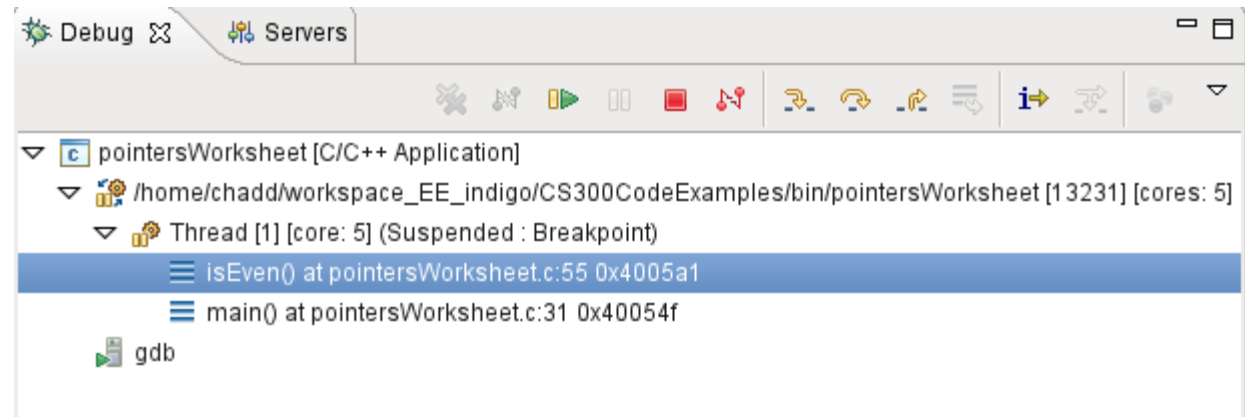 Debug Servers
i
c pointersWorksheet [C/C++ Application]
/home/chadd/workspace_EE_indigo/CS300CodeExamples/bin/pointersWorksheet [13231] [cores: 5]
Thread [1] [core: 5] (Suspended : Breakpoint)
isEven() at pointersWorksheet.c:55 0x4005a1
main() at pointersWorksheet.c:31 0x40054f
gdb